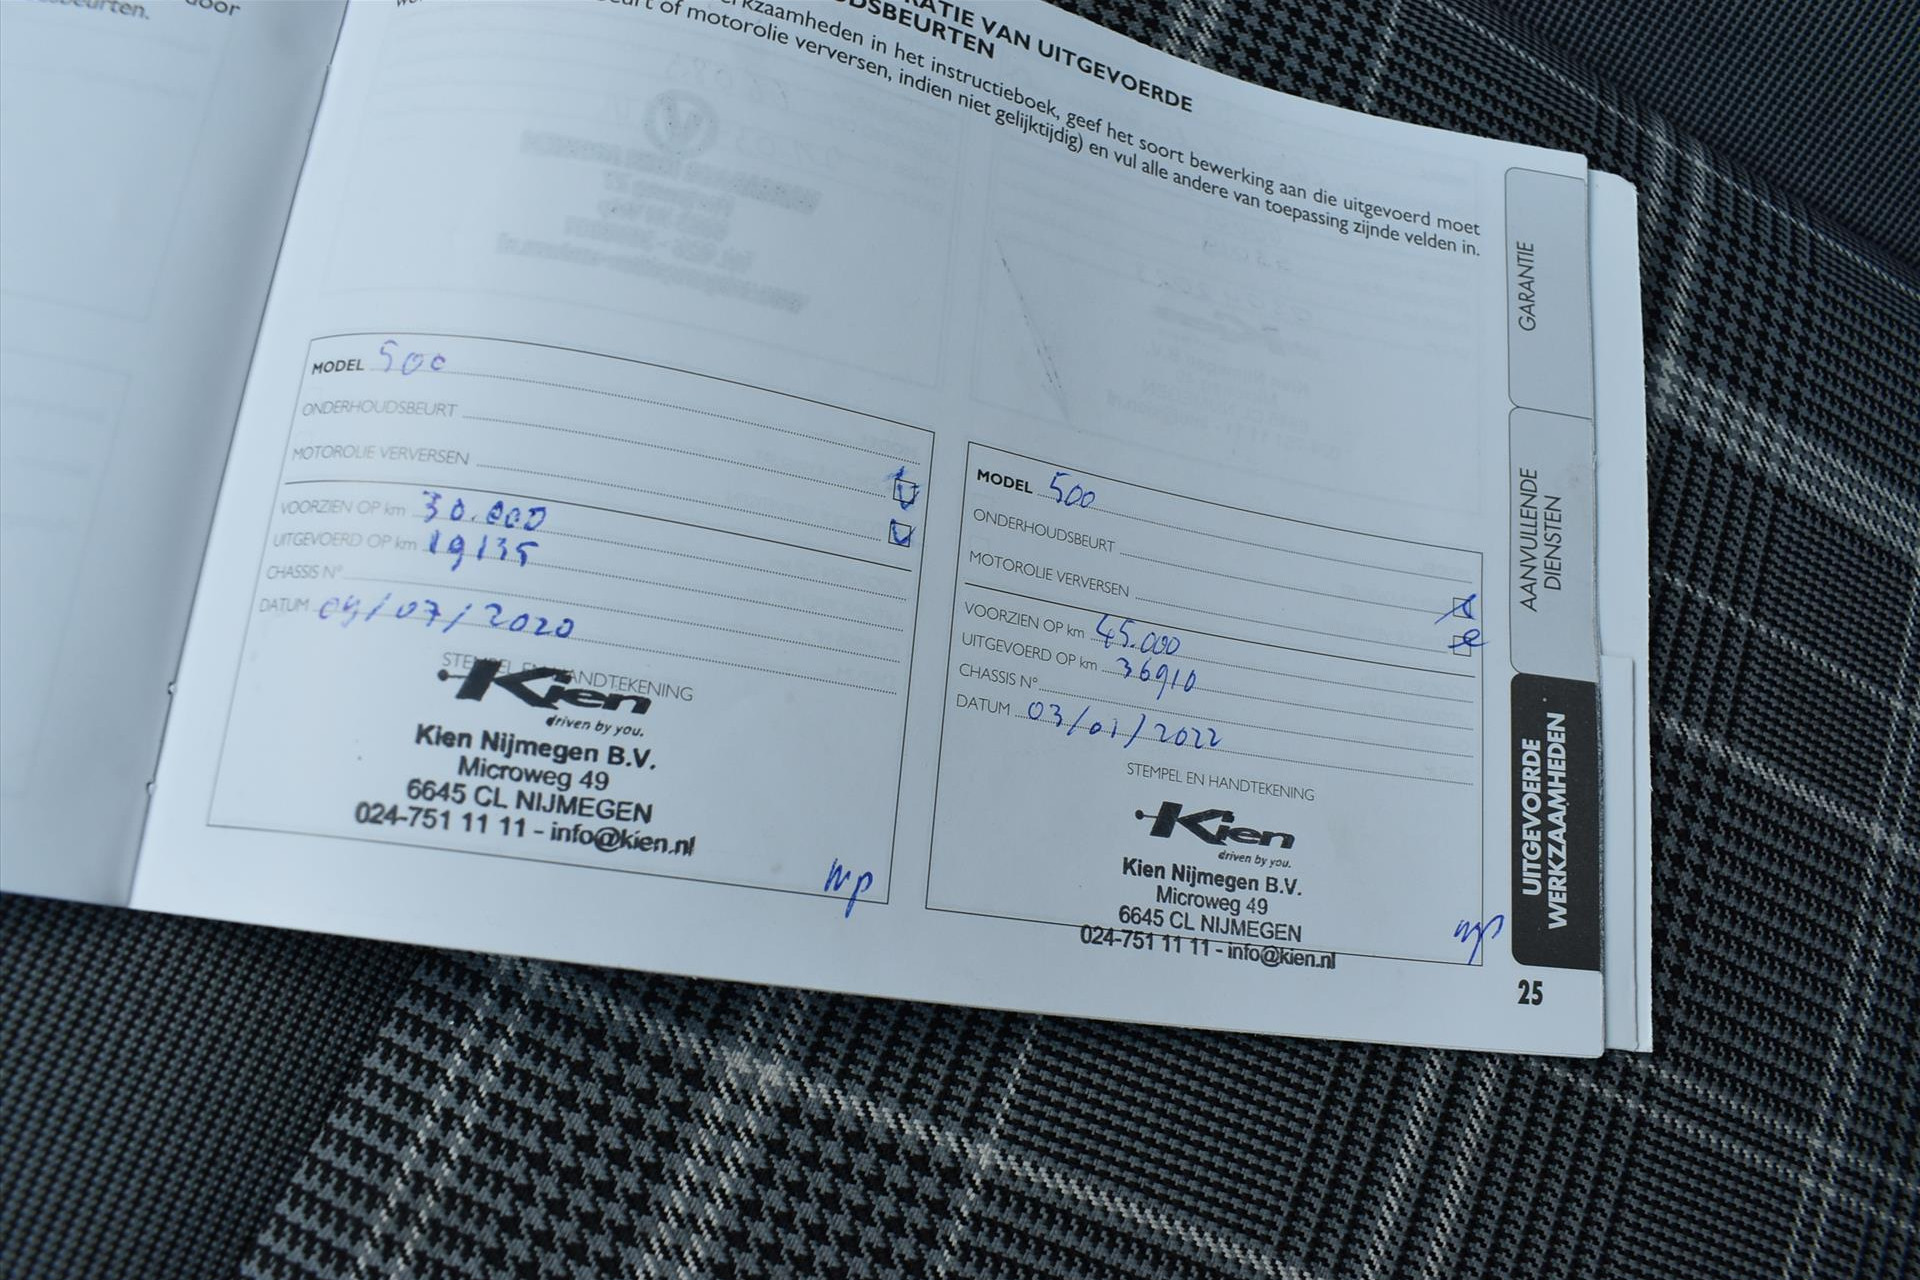 door
beurten.
RATIE VAN UITGEVOERDE
DSBEURTEN
rkzaamheden in het instructieboek, geef het soort bewerking aan die uitgevoerd moet
of motorolie verversen, indien niet gelijktijdig) en vul alle andere van toepassing zijnde velden in.
MODEL 500
ONDERHOUDSBEURT
MOTOROLIE VERVERSEN
VOORZIEN OP km 30.000
UITGEVOERD OP km 19135
CHASSIS N°
DATUM 09/07/2020
STEMPEL EN HANDTEKENING
Kien
driven by you.
Kien Nijmegen B.V.
Microweg 49
6645 CL NIJMEGEN
024-751 11 11 - info@kien.nl
MODEL 500
ONDERHOUDSBEURT
MOTOROLIE VERVERSEN
VOORZIEN OP km 45.000
UITGEVOERD OP km 36910
CHASSIS N°
DATUM 03/01/2022
STEMPEL EN HANDTEKENING
Kien
driven by you.
Kien Nijmegen B.V.
Microweg 49
6645 CL NIJMEGEN
024-751 11 11 - info@kien.nl
GARANTIE
AANVULLENDE
DIENSTEN
UITGEVOERDE
WERKZAAMHEDEN
25